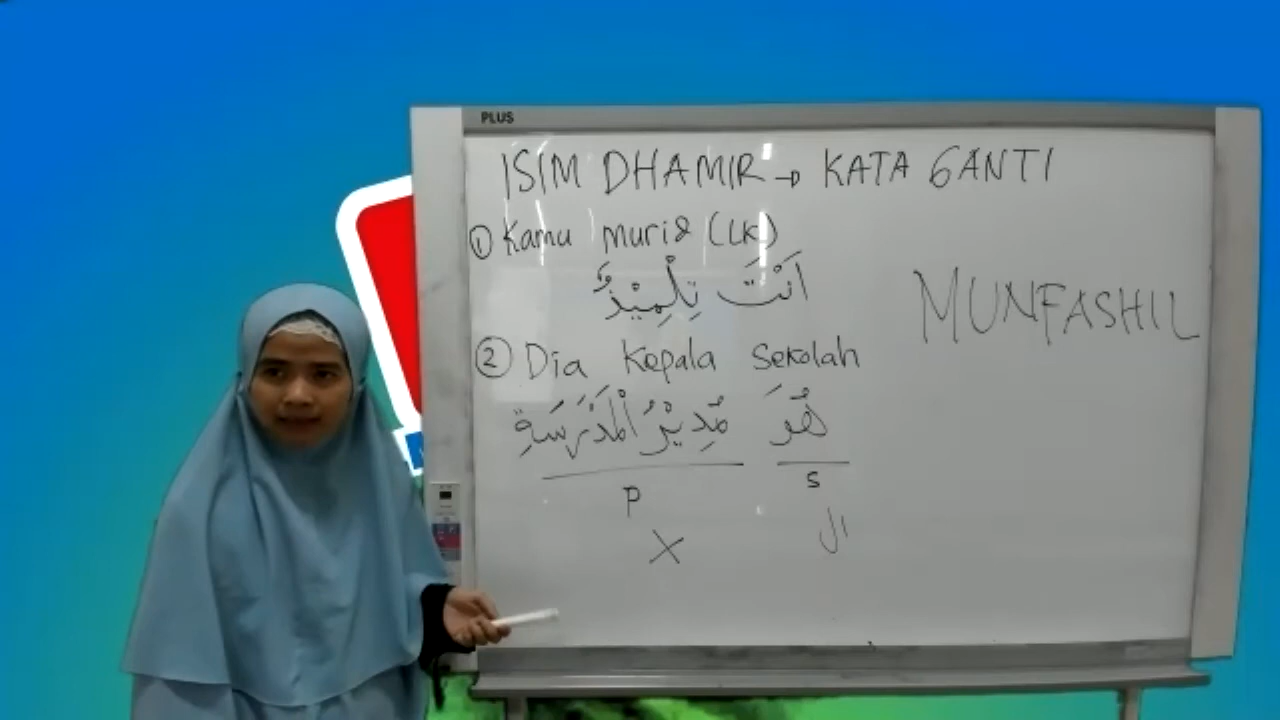 PLUS
ISIM DHAMIR → KATA GANTI
① Kamu murid (LK)
اَنْتَ تِلْمِيْذٌ
MUNFASHIL
② Dia Kepala Sekolah
هُوَ مُدِيْرُ الْمَدْرَسَةِ
P S
X ال